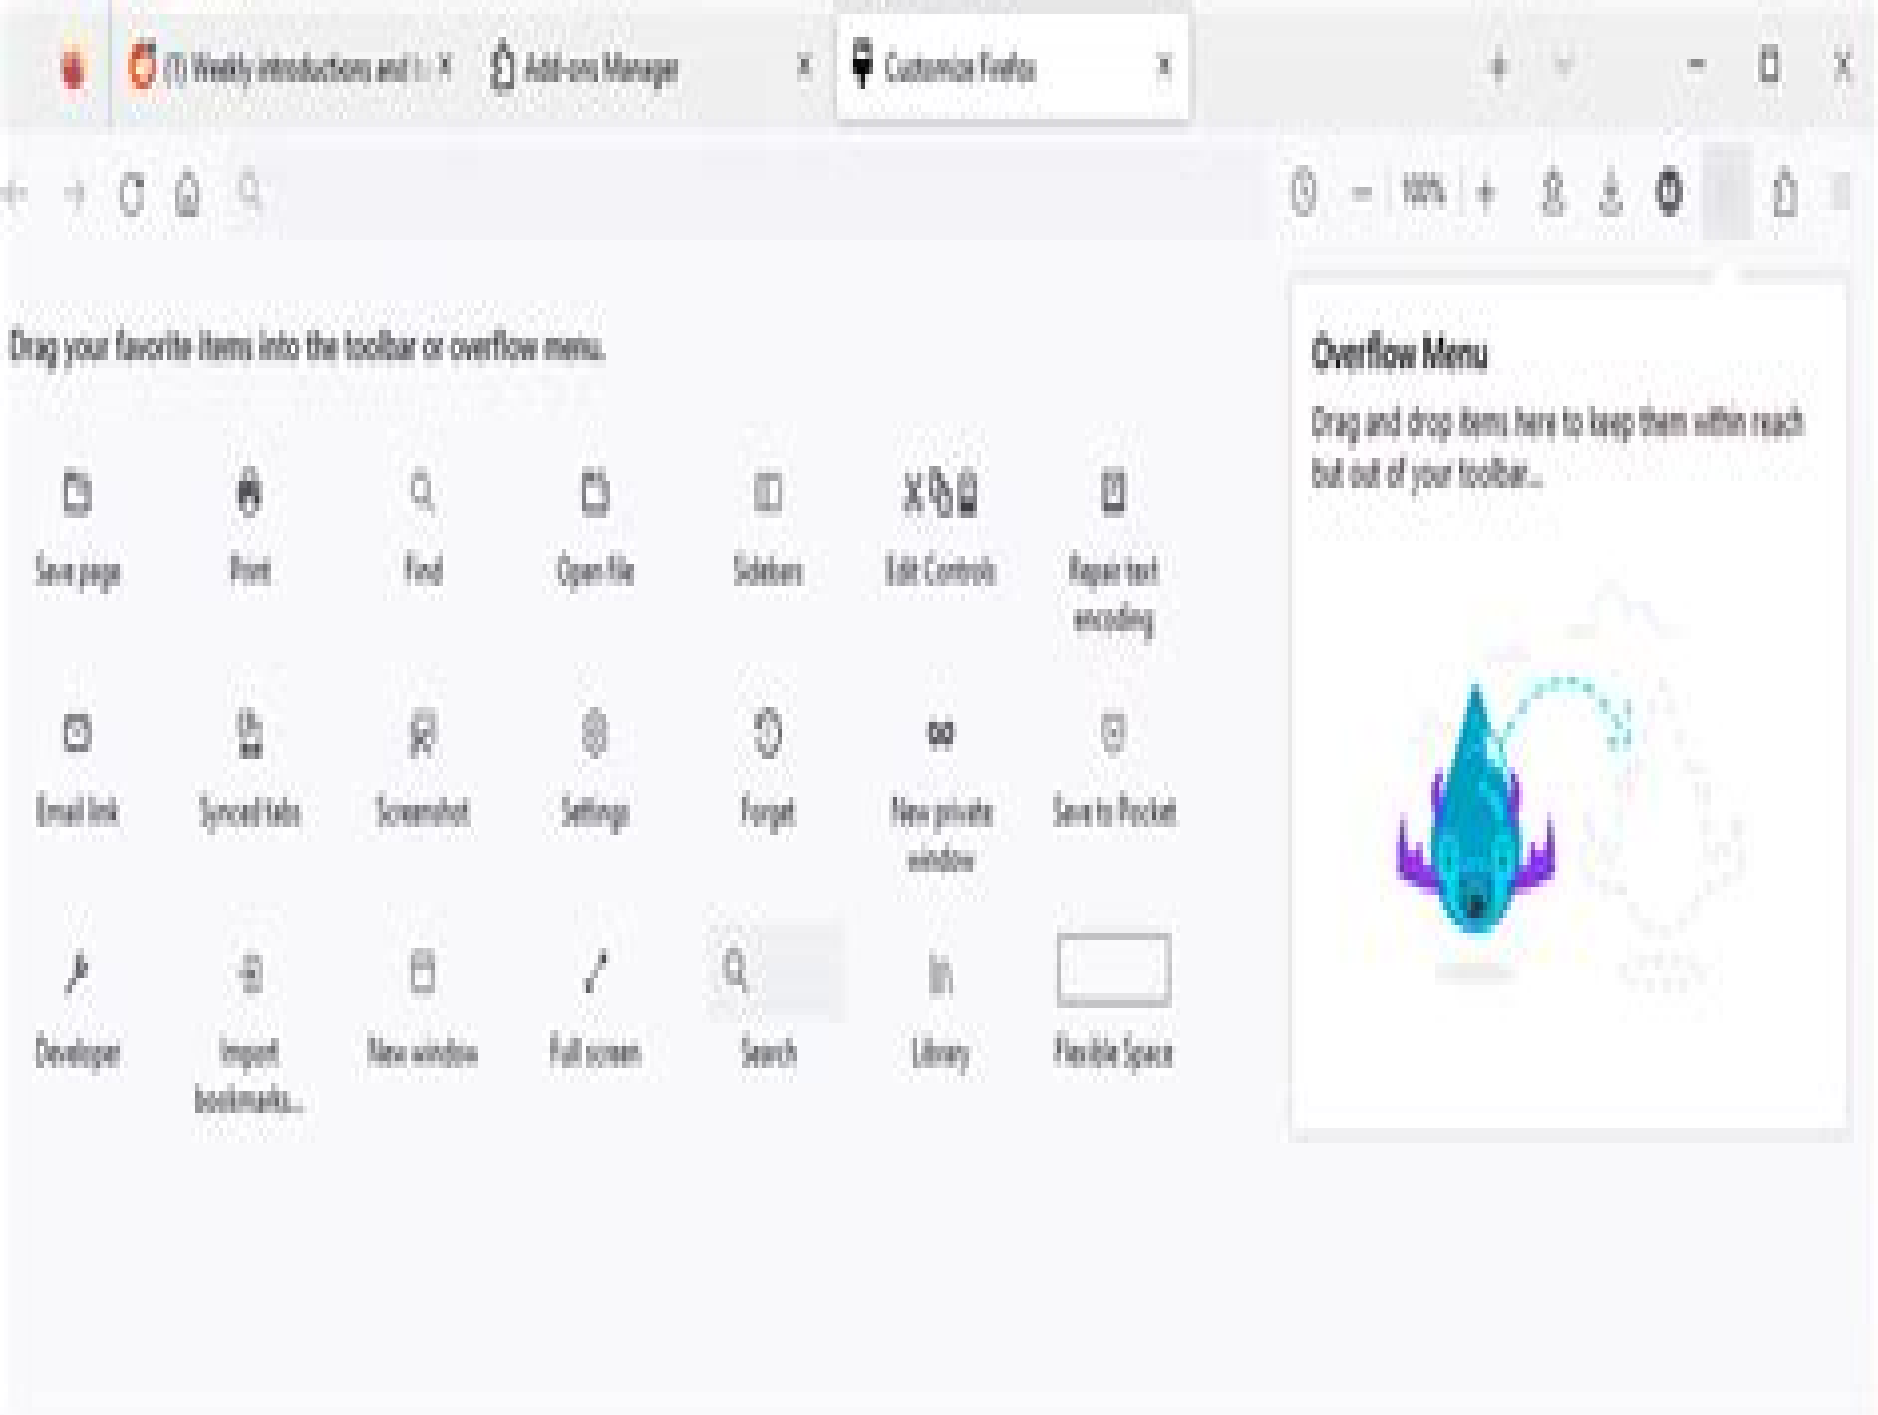 (1) Weekly introductions and
Add-ons Manager
Customize Firefox
100%
Drag your favorite items into the toolbar or overflow menu.
Overflow Menu
Drag and drop items here to keep them within reach
but out of your toolbar...
Save page
Print
Find
Open file
Sidebars
Edit Controls
Repair text
encoding
Email link
Synced tabs
Screenshot
Settings
Forget
New private
window
Save to Pocket
Developer
Import
bookmarks...
New window
Full screen
Search
Library
Flexible Space